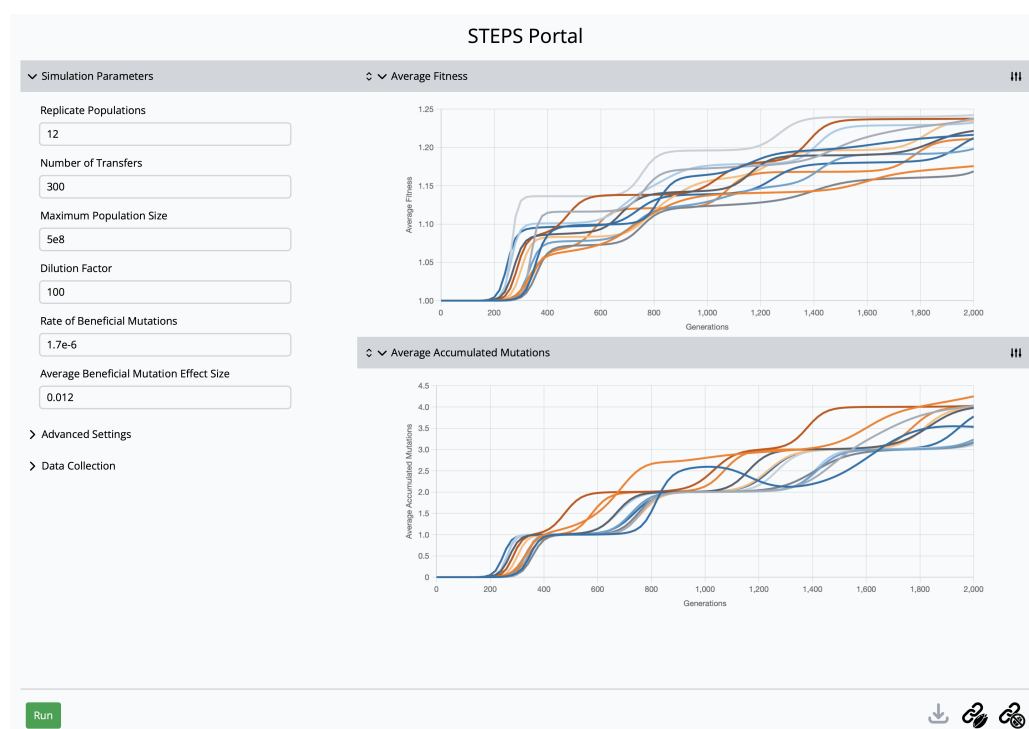 STEPS Portal
Simulation Parameters
Replicate Populations
12
Number of Transfers
300
Maximum Population Size
5e8
Dilution Factor
100
Rate of Beneficial Mutations
1.7e-6
Average Beneficial Mutation Effect Size
0.012
Advanced Settings
Data Collection
Average Fitness
1.25
1.20
1.15
1.10
1.05
1.00
Average Fitness
0 200 400 600 800 1,000 1,200 1,400 1,600 1,800 2,000
Generations
Average Accumulated Mutations
4.5
4.0
3.5
3.0
2.5
2.0
1.5
1.0
0.5
0
Average Accumulated Mutations
0 200 400 600 800 1,000 1,200 1,400 1,600 1,800 2,000
Generations
Run